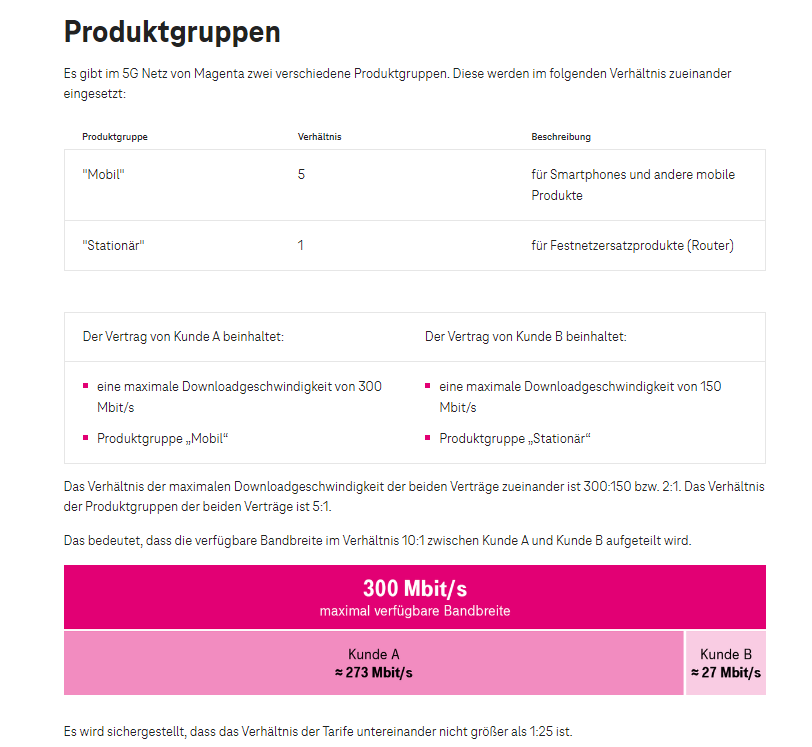 Produktgruppen
Es gibt im 5G Netz von Magenta zwei verschiedene Produktgruppen. Diese werden im folgenden Verhältnis zueinander
eingesetzt:
Produktgruppe Verhältnis Beschreibung
"Mobil" 5 für Smartphones und andere mobile
Produkte
"Stationär" 1 für Festnetzersatzprodukte (Router)
Der Vertrag von Kunde A beinhaltet: Der Vertrag von Kunde B beinhaltet:
eine maximale Downloadgeschwindigkeit von 300
Mbit/s
Produktgruppe „Mobil“
eine maximale Downloadgeschwindigkeit von 150
Mbit/s
Produktgruppe „Stationär“
Das Verhältnis der maximalen Downloadgeschwindigkeit der beiden Verträge zueinander ist 300:150 bzw. 2:1. Das Verhältnis
der Produktgruppen der beiden Verträge ist 5:1.
Das bedeutet, dass die verfügbare Bandbreite im Verhältnis 10:1 zwischen Kunde A und Kunde B aufgeteilt wird.
300 Mbit/s
maximal verfügbare Bandbreite
Kunde A
≈ 273 Mbit/s
Kunde B
≈ 27 Mbit/s
Es wird sichergestellt, dass das Verhältnis der Tarife untereinander nicht größer als 1:25 ist.